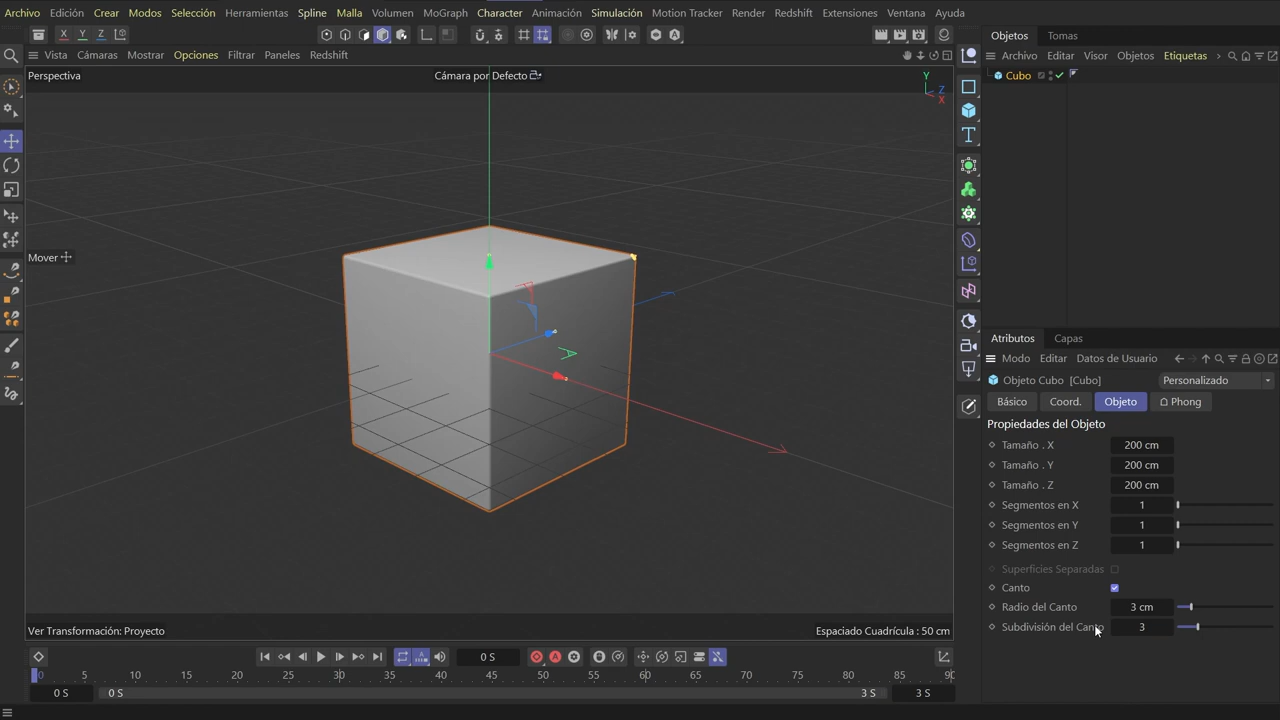 Archivo Edición Crear Modos Selección Herramientas Spline Malla Volumen MoGraph Character Animación Simulación Motion Tracker Render Redshift Extensiones Ventana Ayuda
X Y Z
Objetos Tomas
Vista Cámaras Mostrar Opciones Filtrar Paneles Redshift
Archivo Editar Visor Objetos Etiquetas
Perspectiva Cámara por Defecto
Cubo
Y
Z
X
Mover
Atributos Capas
Modo Editar Datos de Usuario
Objeto Cubo [Cubo] Personalizado
Básico Coord. Objeto Phong
Propiedades del Objeto
Tamaño . X 200 cm
Tamaño . Y 200 cm
Tamaño . Z 200 cm
Segmentos en X 1
Segmentos en Y 1
Segmentos en Z 1
Superficies Separadas
Canto
Radio del Canto 3 cm
Subdivisión del Canto 3
Ver Transformación: Proyecto Espaciado Cuadrícula : 50 cm
0 S
0 5 10 15 20 25 30 35 40 45 50 55 60 65 70 75 80 85 90
0 S 0 S 3 S 3 S